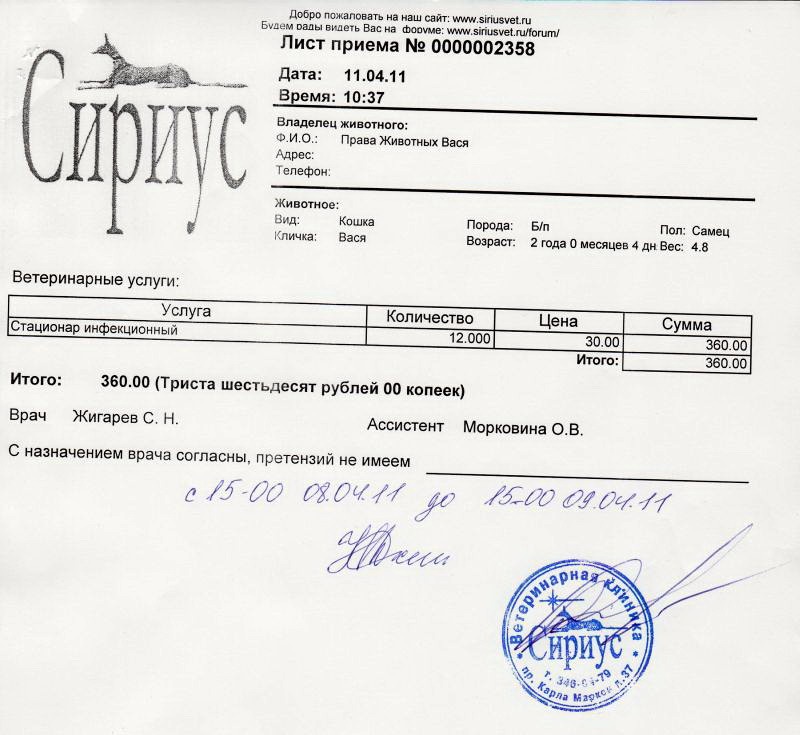 Добро пожаловать на наш сайт: www.siriusvet.ru
Будем рады видеть Вас на форуме: www.siriusvet.ru/forum/
Лист приема № 0000002358
Сириус
Дата: 11.04.11
Время: 10:37
Владелец животного:
Ф.И.О.: Права Животных Вася
Адрес:
Телефон:
Животное:
Вид: Кошка Порода: Б/п Пол: Самец
Кличка: Вася Возраст: 2 года 0 месяцев 4 дн Вес: 4.8
Ветеринарные услуги:
Услуга Количество Цена Сумма
Стационар инфекционный 12.000 30.00 360.00
Итого: 360.00
Итого: 360.00 (Триста шестьдесят рублей 00 копеек)
Врач Жигарев С. Н. Ассистент Морковина О.В.
С назначением врача согласны, претензий не имеем
с 15-00 08.04.11 до 15-00 09.04.11
Ветеринарная клиника
Сириус
пр. Карла Маркса